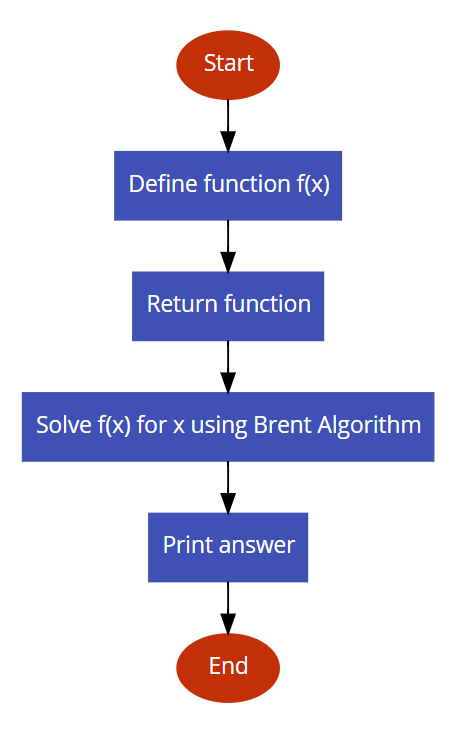 Start
Define function f(x)
Return function
Solve f(x) for x using Brent Algorithm
Print answer
End